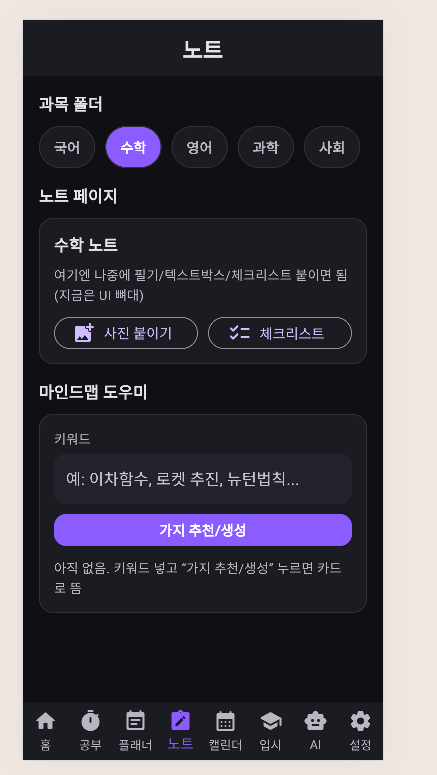 노트
과목 폴더
국어 수학 영어 과학 사회
노트 페이지
수학 노트
여기엔 나중에 필기/텍스트박스/체크리스트 붙이면 됨
(지금은 UI 뼈대)
사진 붙이기 체크리스트
마인드맵 도우미
키워드
예: 이차함수, 로켓 추진, 뉴턴법칙...
가지 추천/생성
아직 없음. 키워드 넣고 “가지 추천/생성” 누르면 카드
로 뜸
홈 공부 플래너 노트 캘린더 입시 AI 설정